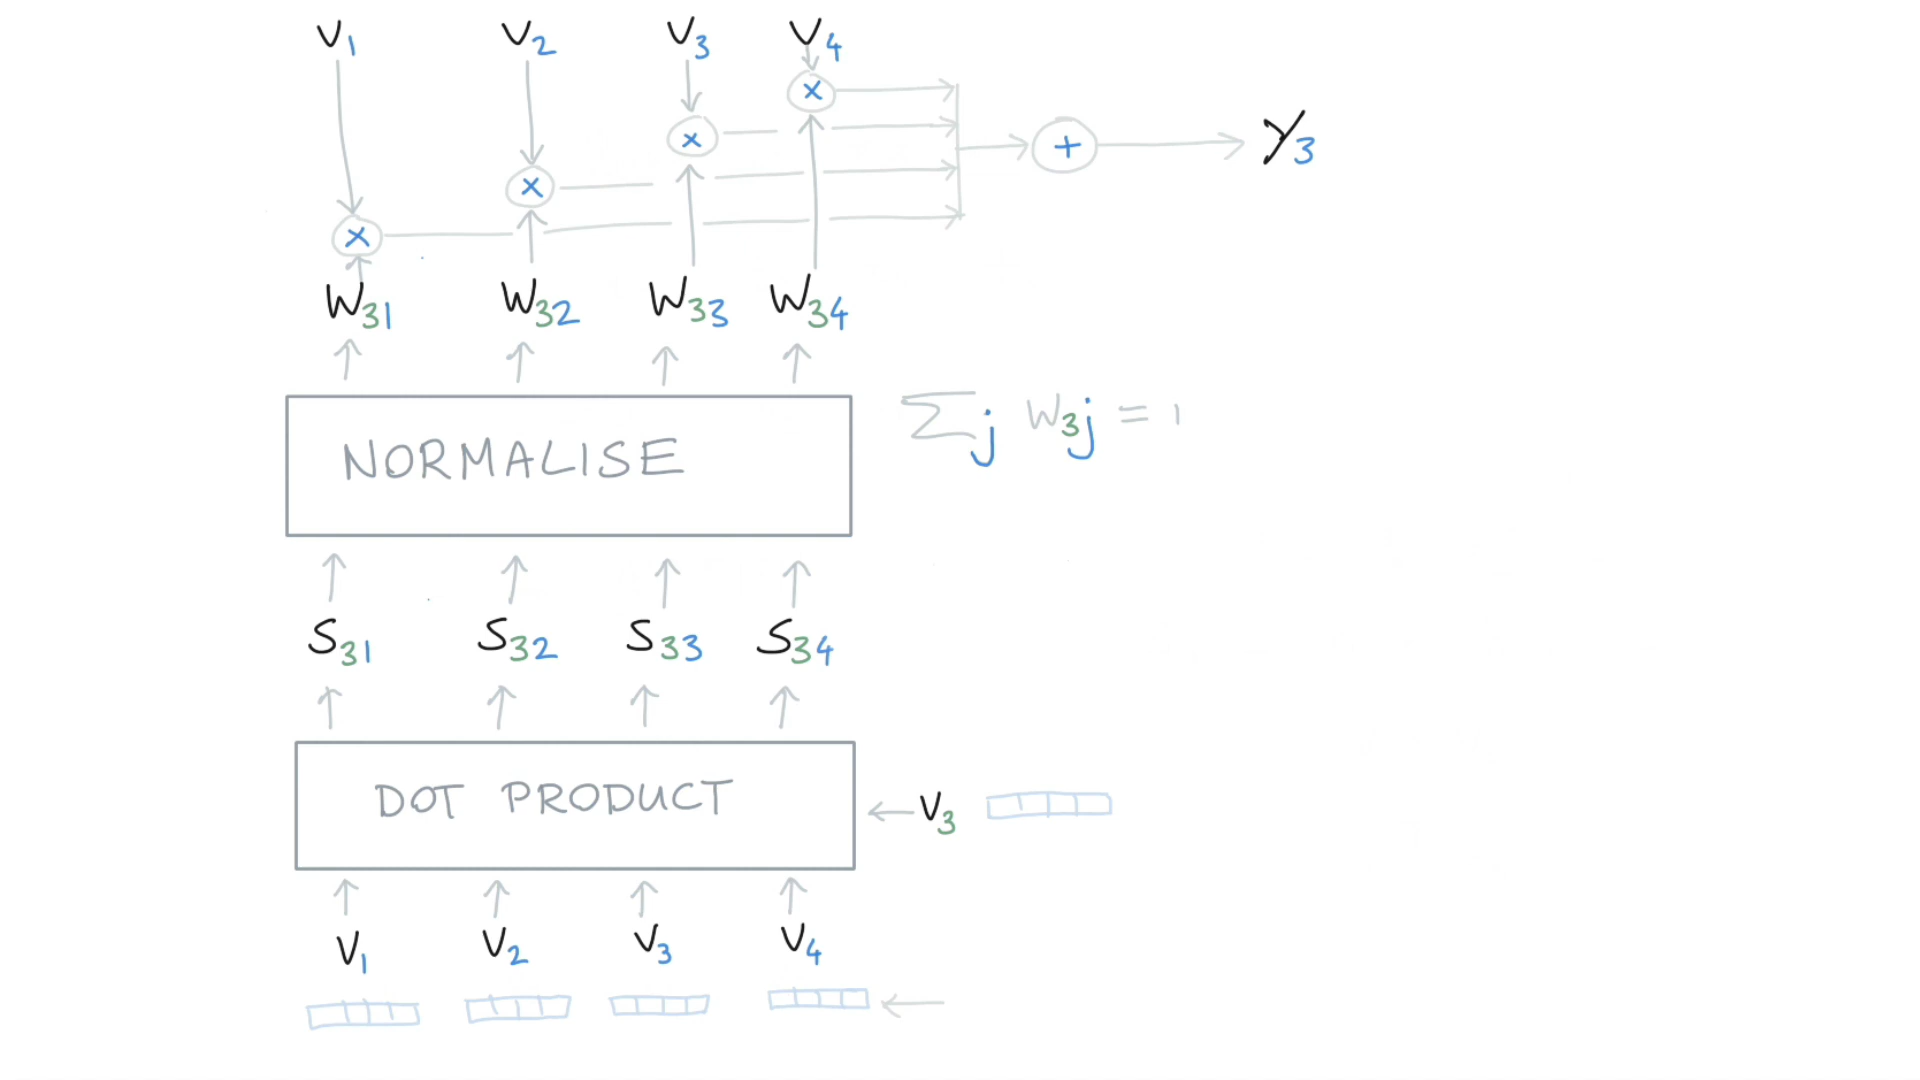 V1 V2 V3 V4
× × × × + y3
W31 W32 W33 W34
NORMALISE
∑j W3j = 1
S31 S32 S33 S34
DOT PRODUCT
V3
V1 V2 V3 V4